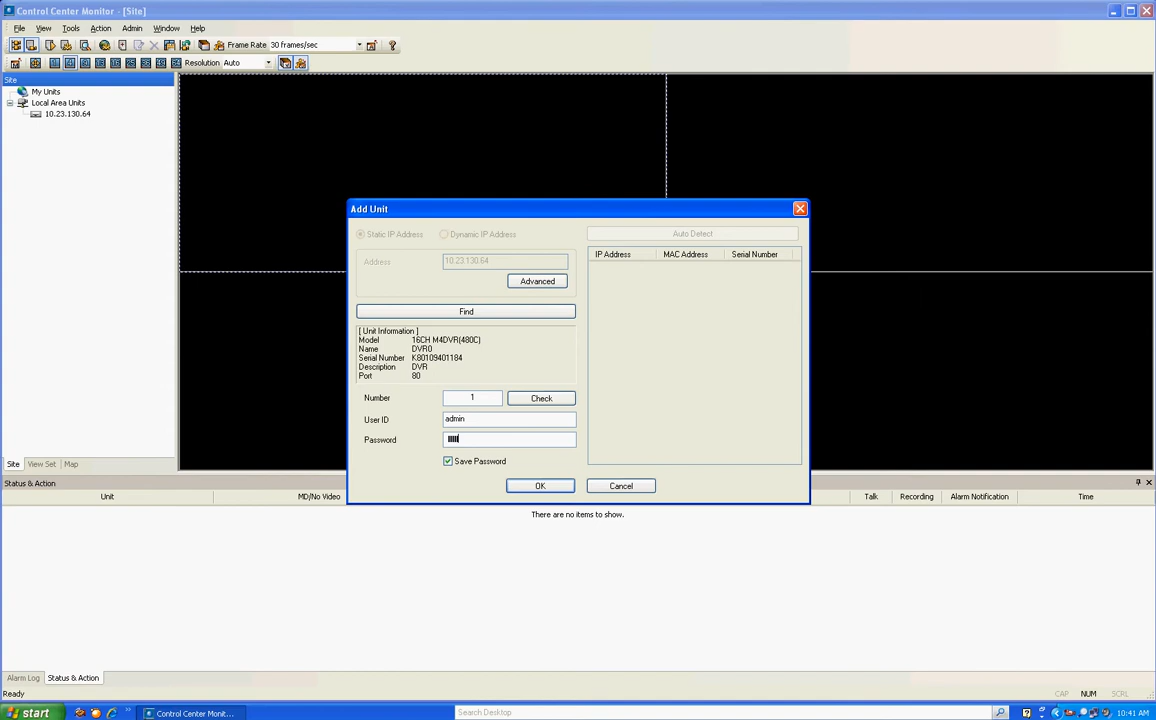 Control Center Monitor - [Site]
File View Tools Action Admin Window Help
Frame Rate 30 frames/sec
Resolution Auto
Site
My Units
Local Area Units
10.23.130.64
Add Unit
Static IP Address Dynamic IP Address
Auto Detect
Address 10.23.130.64
IP Address MAC Address Serial Number
Advanced
Find
[ Unit Information ]
Model 16CH M4DVR(480C)
Name DVR0
Serial Number K80109401184
Description DVR
Port 80
Number 1 Check
User ID admin
Password
Save Password
OK Cancel
Site View Set Map
Status & Action
Unit MD/No Video Talk Recording Alarm Notification Time
There are no items to show.
Alarm Log Status & Action
Ready CAP NUM SCRL
start Control Center Monit... Search Desktop 10:41 AM